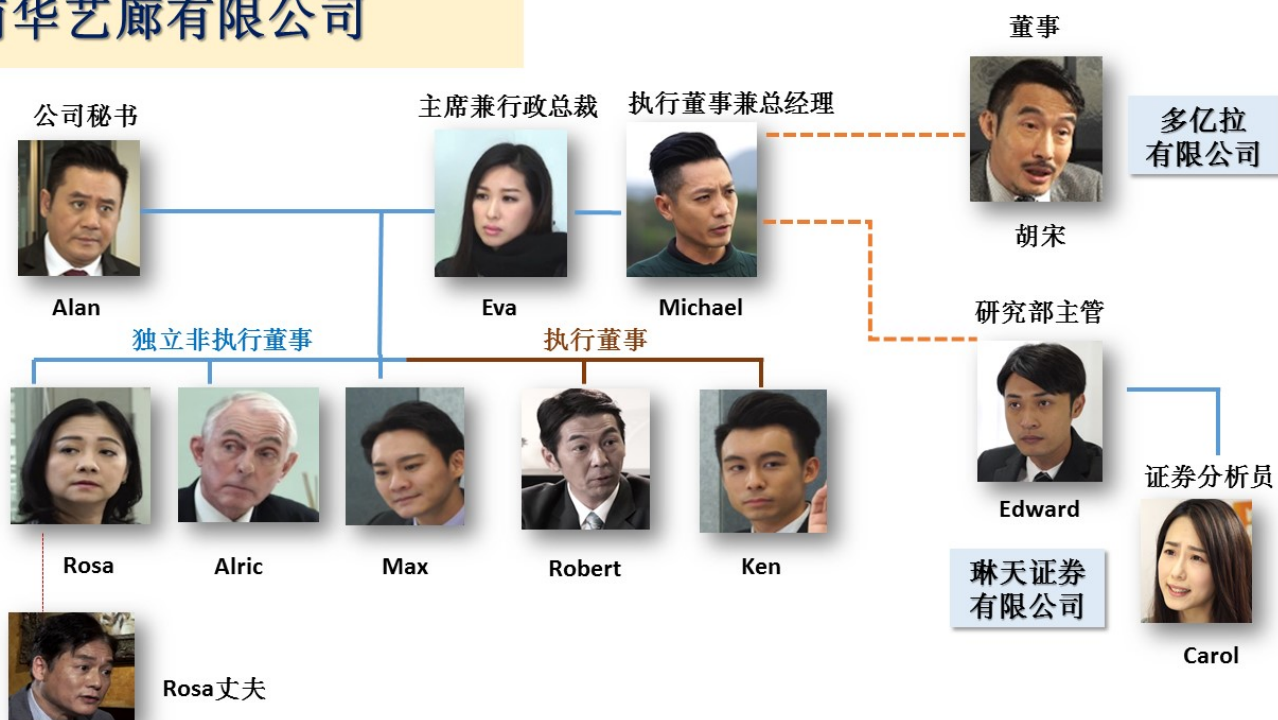 华艺廊有限公司
董事
公司秘书
主席兼行政总裁
执行董事兼总经理
多亿拉
有限公司
胡宋
Alan
Eva
Michael
独立非执行董事
执行董事
研究部主管
Edward
证券分析员
Rosa
Alric
Max
Robert
Ken
琳天证券
有限公司
Carol
Rosa丈夫